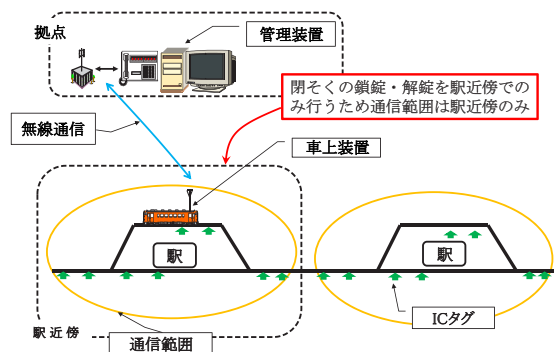 拠点
管理装置
閉そくの鎖錠・解錠を駅近傍での
み行うため通信範囲は駅近傍のみ
無線通信
車上装置
駅
駅
ICタグ
駅近傍
通信範囲